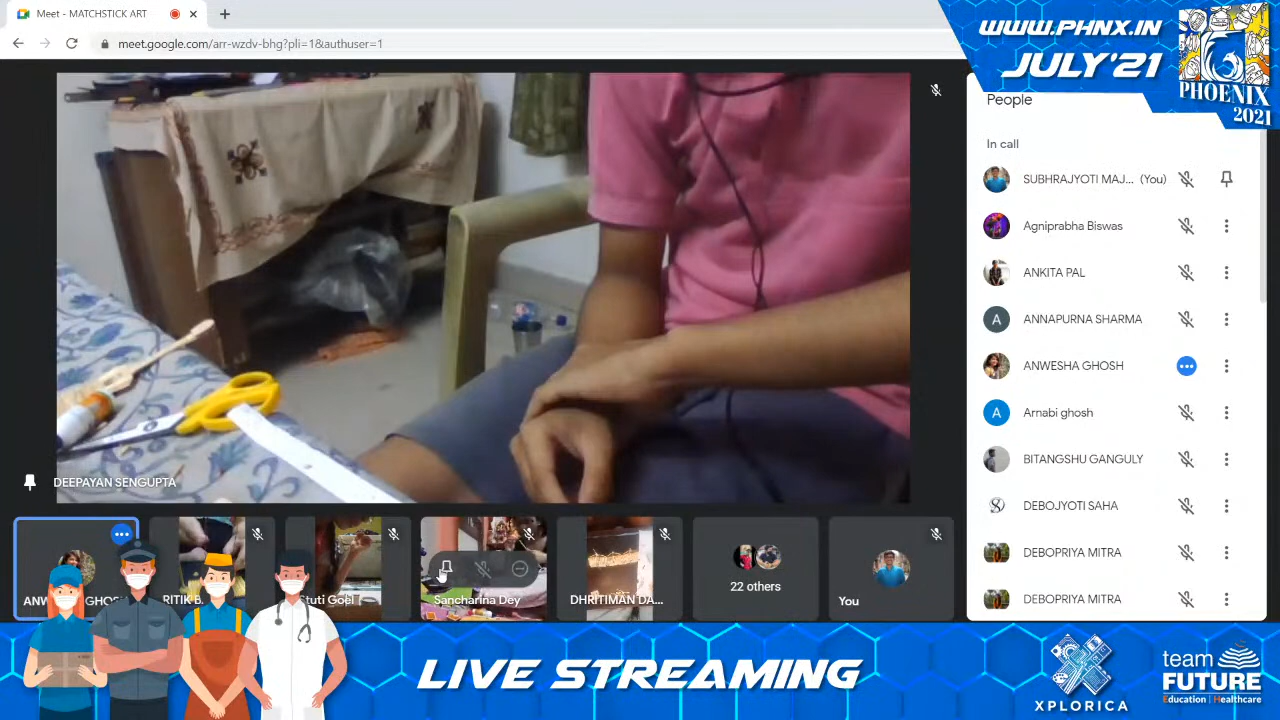 Meet - MATCHSTICK ART
meet.google.com/arr-wzdv-bhg?pli=1&authuser=1
WWW.PHNX.IN
JULY'21
PHOENIX
2021
People
In call
SUBHRAJYOTI MAJ... (You)
Agniprabha Biswas
ANKITA PAL
A ANNAPURNA SHARMA
ANWESHA GHOSH
A Arnabi ghosh
BITANGSHU GANGULY
DEBOJYOTI SAHA
DEBOPRIYA MITRA
DEBOPRIYA MITRA
DEEPAYAN SENGUPTA
RITIK B
Stuti Goel
Sancharina Dey
DHRITIMAN DA...
22 others
You
LIVE STREAMING
XPLORICA
team
FUTURE
Education | Healthcare